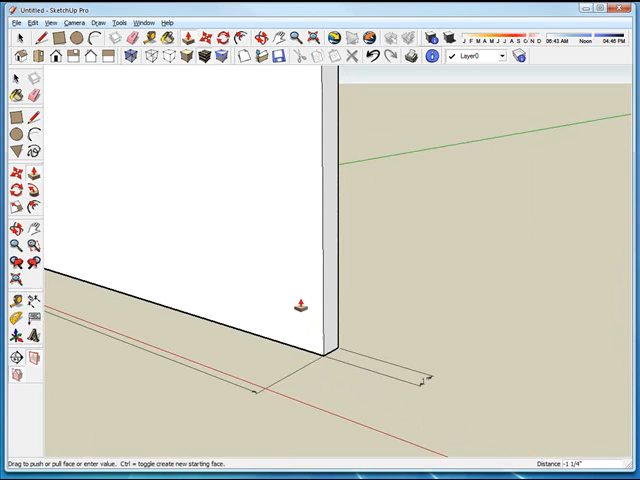 Untitled - SketchUp Pro
File Edit View Camera Draw Tools Window Help
J F M A M J J A S O N D 06:43 AM Noon 04:46 PM
Layer0
Drag to push or pull face or enter value. Ctrl = toggle create new starting face. Distance -1 1/4"